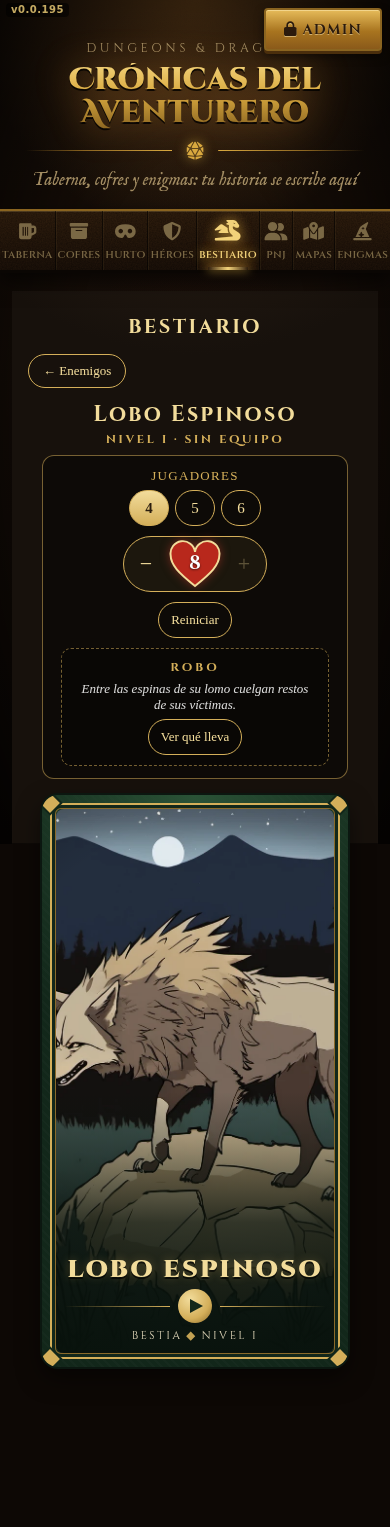 v0.0.195
ADMIN
DUNGEONS & DRAG
CRÓNICAS DEL
AVENTURERO
Taberna, cofres y enigmas: tu historia se escribe aquí
TABERNA COFRES HURTO HÉROES BESTIARIO PNJ MAPAS ENIGMAS
BESTIARIO
← Enemigos
LOBO ESPINOSO
NIVEL I · SIN EQUIPO
JUGADORES
4 5 6
− 8 +
Reiniciar
ROBO
Entre las espinas de su lomo cuelgan restos
de sus víctimas.
Ver qué lleva
LOBO ESPINOSO
BESTIA ◆ NIVEL I